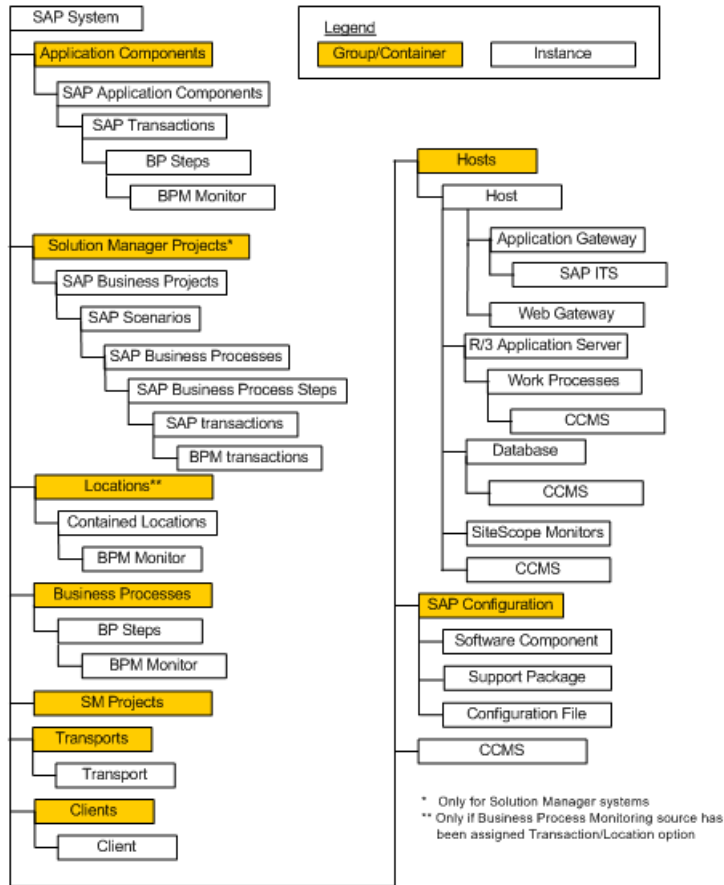 SAP System
Application Components
SAP Application Components
SAP Transactions
BP Steps
BPM Monitor
Solution Manager Projects*
SAP Business Projects
SAP Scenarios
SAP Business Processes
SAP Business Process Steps
SAP transactions
BPM transactions
Locations**
Contained Locations
BPM Monitor
Business Processes
BP Steps
BPM Monitor
SM Projects
Transports
Transport
Clients
Client
Legend
Group/Container
Instance
Hosts
Host
Application Gateway
SAP ITS
Web Gateway
R/3 Application Server
Work Processes
CCMS
Database
CCMS
SiteScope Monitors
CCMS
SAP Configuration
Software Component
Support Package
Configuration File
CCMS
* Only for Solution Manager systems
** Only if Business Process Monitoring source has
been assigned Transaction/Location option